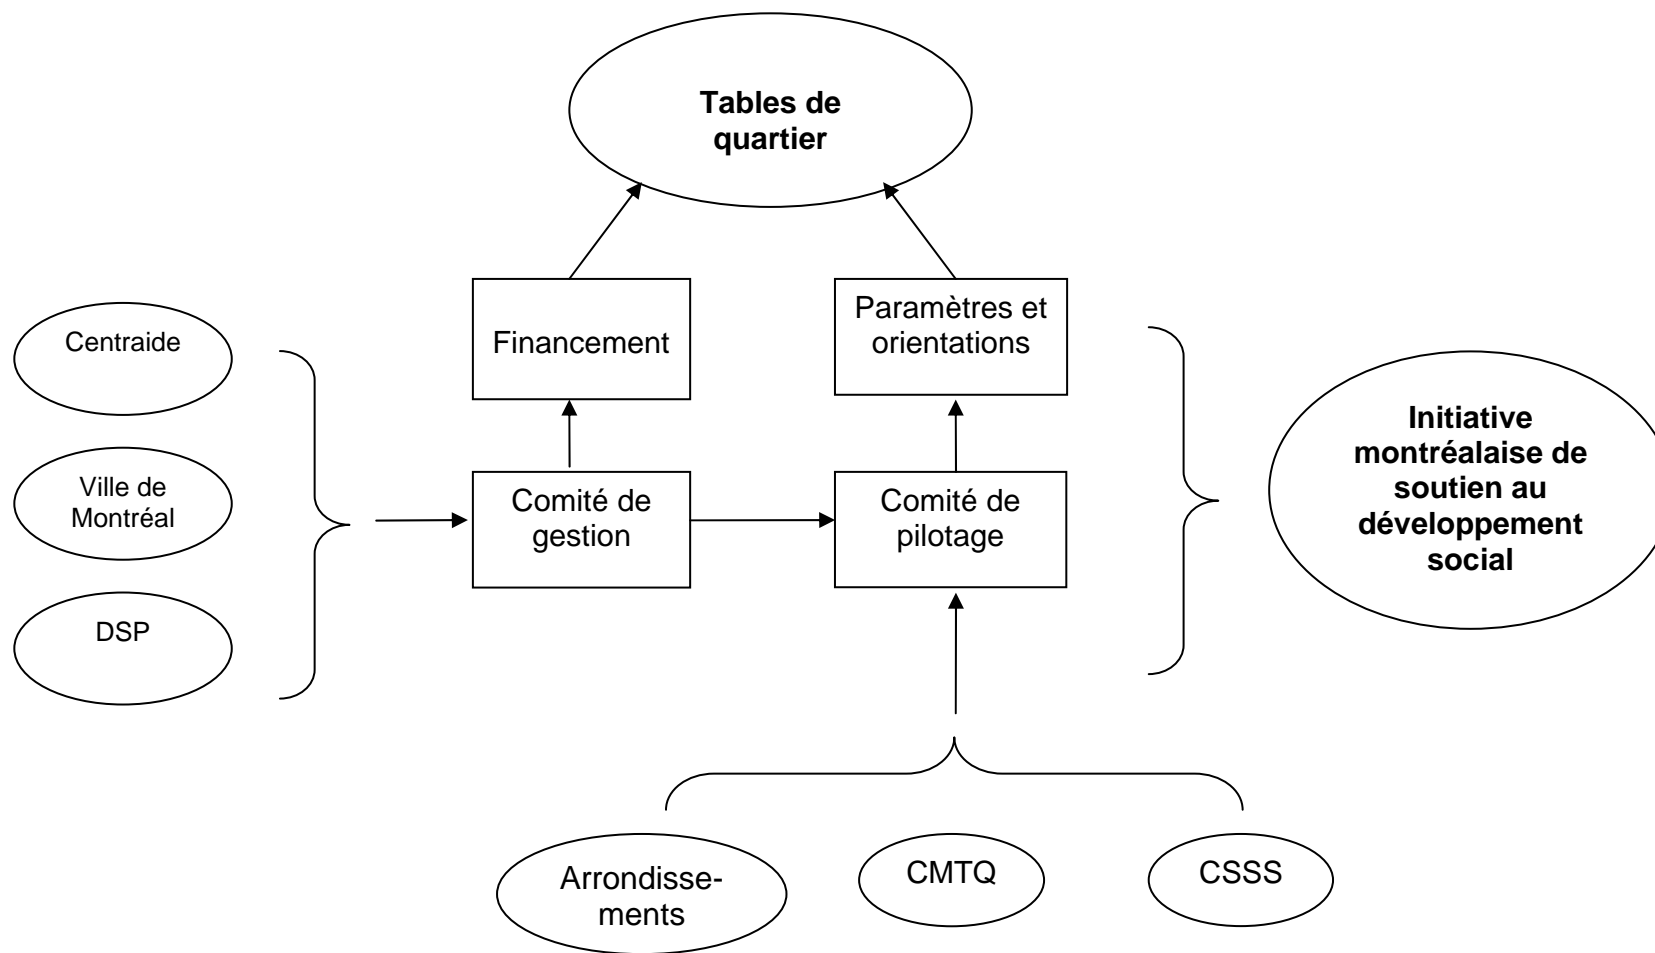 Tables de
quartier
Financement
Paramètres et
orientations
Centraide
Ville de
Montréal
DSP
Comité de
gestion
Comité de
pilotage
Initiative
montréalaise de
soutien au
développement
social
Arrondisse-
ments
CMTQ
CSSS